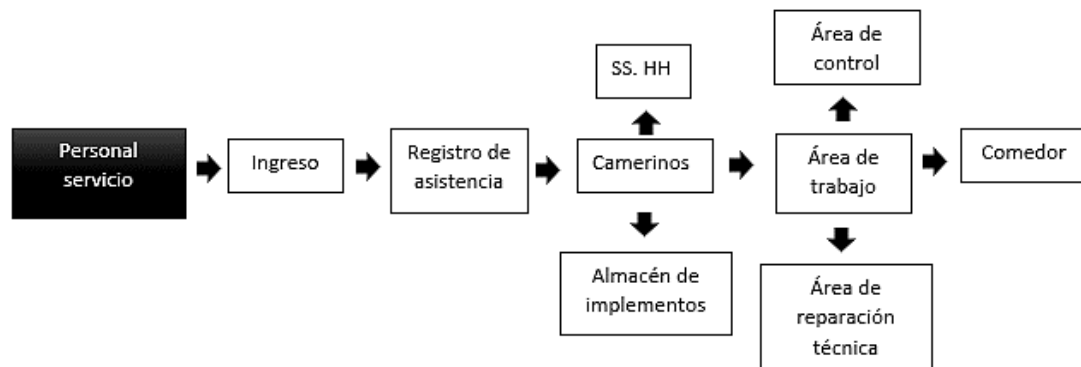 Personal
servicio
Ingreso
Registro de
asistencia
SS. HH
Camerinos
Almacén de
implementos
Área de
control
Área de
trabajo
Área de
reparación
técnica
Comedor